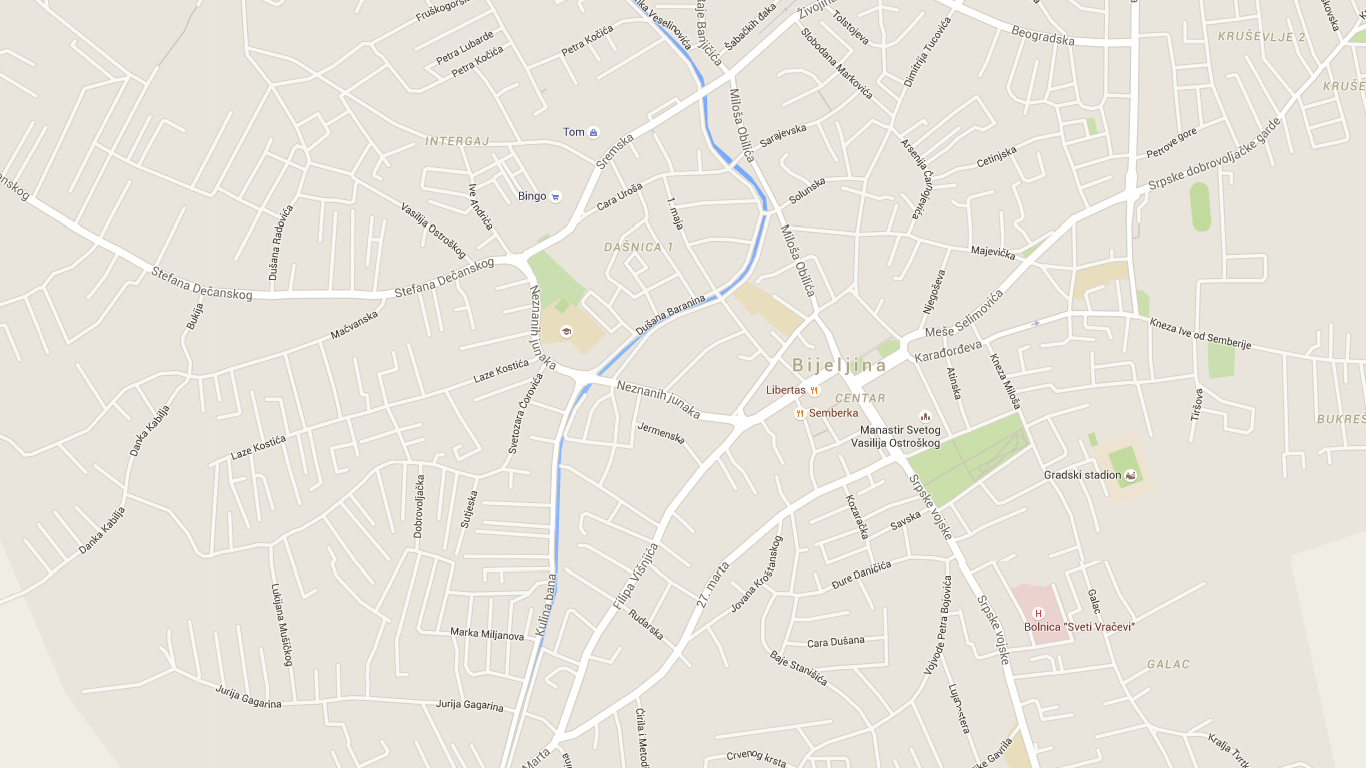 Fruškogorska
Petra Lubarde
Petra Kočića
Petra Kočića
Šabačkih đaka
Tolstojeva
Slobodana Markovića
Dimitrija Tucovića
Beogradska
KRUŠEVLJE 2
INTERGAJ
Tom
Sremska
Miloša Obilića
Sarajevska
Arsenija Čarnojevića
Cetinjska
Petrove gore
Srpske dobrovoljačke garde
Bingo
Cara Uroša
1. maja
Solunska
Ive Andrića
Vasilija Ostroškog
Dušana Radovića
DAŠNICA 1
Miloša Obilića
Majevička
Stefana Dečanskog
Stefana Dečanskog
Njegoševa
Bukija
Mačvanska
Neznanih junaka
Dušana Baranina
Meše Selimovića
Karađorđeva
Kneza Ive od Semberije
Bijeljina
Laze Kostića
Neznanih junaka
Libertas
CENTAR
Atinska
Kneza Miloša
Semberka
Tiršova
Svetozara Ćorovića
Danka Kabilja
Laze Kostića
Jermenska
Manastir Svetog
Vasilija Ostroškog
Gradski stadion
Dobrovoljačka
Sutjeska
Kozaračka
Savska
Srpske vojske
Danka Kabilja
Filipa Višnjića
27. marta
Jovana Kroštanskog
Đure Daničića
Lukijana Mušičkog
Kulina bana
Marka Miljanova
Rudarska
Cara Dušana
Vojvode Petra Bojovića
Srpske vojske
Galac
Bolnica "Sveti Vračevi"
GALAC
Baje Stanišića
Jurija Gagarina
Jurija Gagarina
Ćirila i Metodi
Marta
Crvenog krsta
Kralja Tvrtk